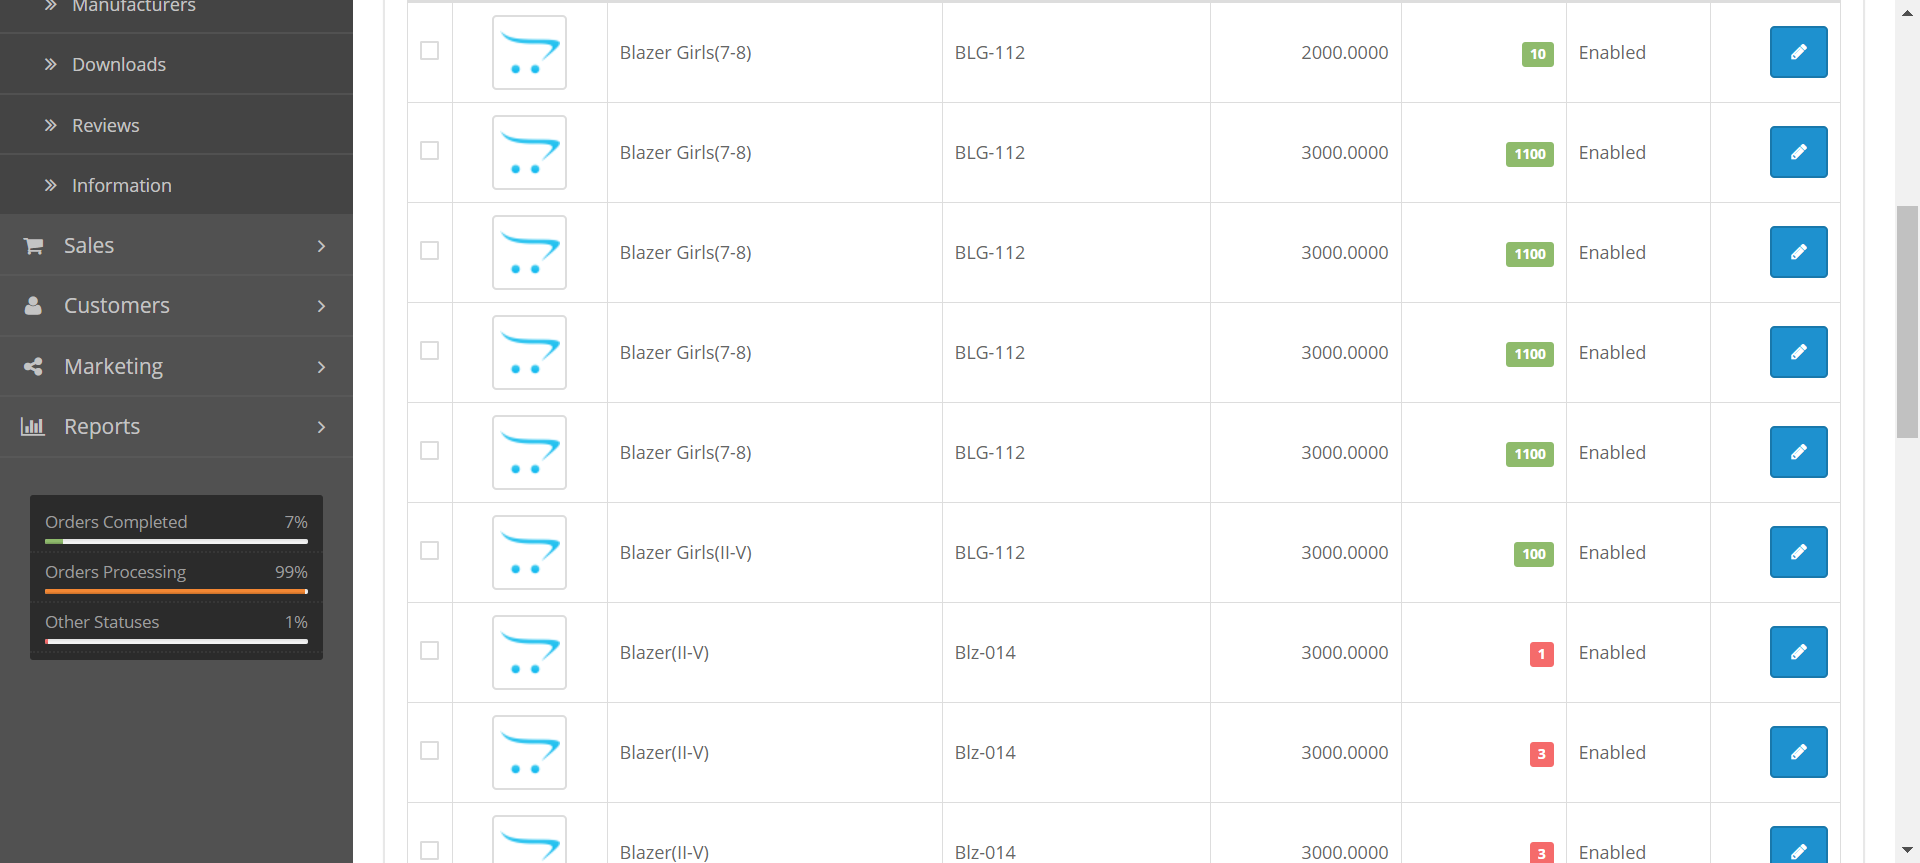 Manufacturers
Downloads
Reviews
Information
Sales
Customers
Marketing
Reports
Orders Completed 7%
Orders Processing 99%
Other Statuses 1%
Blazer Girls(7-8) BLG-112 2000.0000 10 Enabled
Blazer Girls(7-8) BLG-112 3000.0000 1100 Enabled
Blazer Girls(7-8) BLG-112 3000.0000 1100 Enabled
Blazer Girls(7-8) BLG-112 3000.0000 1100 Enabled
Blazer Girls(7-8) BLG-112 3000.0000 1100 Enabled
Blazer Girls(II-V) BLG-112 3000.0000 100 Enabled
Blazer(II-V) Blz-014 3000.0000 1 Enabled
Blazer(II-V) Blz-014 3000.0000 3 Enabled
Blazer(II-V) Blz-014 3000.0000 3 Enabled